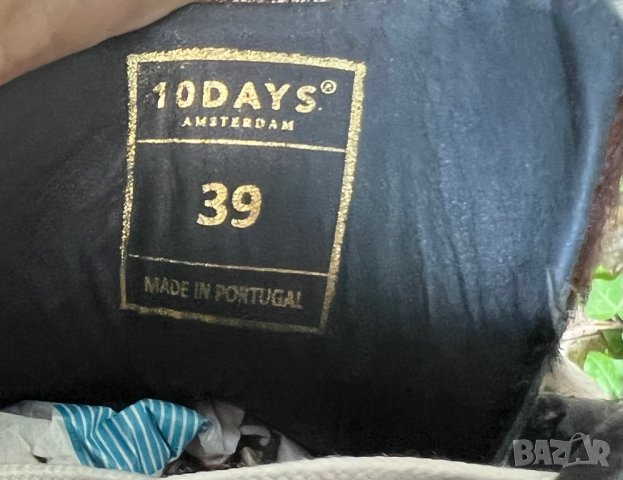 10DAYS®
AMSTERDAM
39
MADE IN PORTUGAL
BAZAR